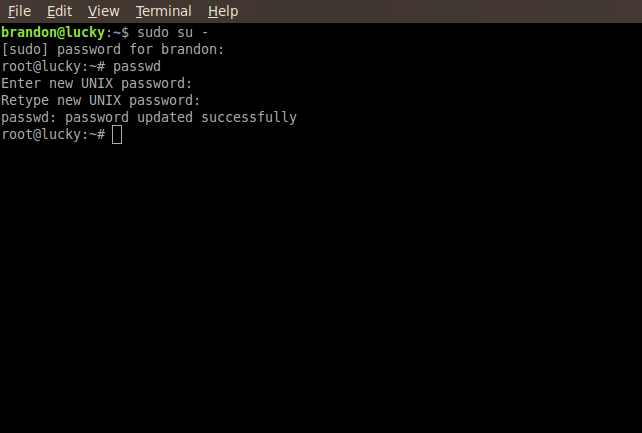 File Edit View Terminal Help
brandon@lucky:~$ sudo su -
[sudo] password for brandon:
root@lucky:~# passwd
Enter new UNIX password:
Retype new UNIX password:
passwd: password updated successfully
root@lucky:~#